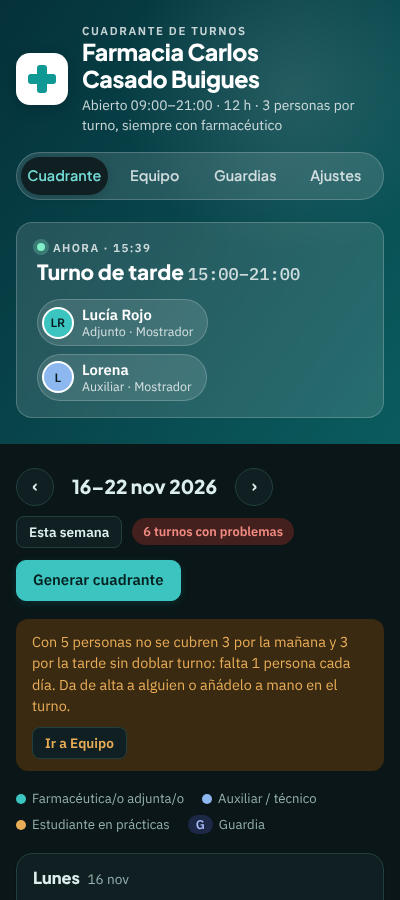 CUADRANTE DE TURNOS
Farmacia Carlos
Casado Buigues
Abierto 09:00–21:00 · 12 h · 3 personas por
turno, siempre con farmacéutico
Cuadrante Equipo Guardias Ajustes
AHORA · 15:39
Turno de tarde 15:00–21:00
LR Lucía Rojo
Adjunto · Mostrador
L Lorena
Auxiliar · Mostrador
‹ 16–22 nov 2026 ›
Esta semana 6 turnos con problemas
Generar cuadrante
Con 5 personas no se cubren 3 por la mañana y 3
por la tarde sin doblar turno: falta 1 persona cada
día. Da de alta a alguien o añádelo a mano en el
turno.
Ir a Equipo
Farmacéutica/o adjunta/o Auxiliar / técnico
Estudiante en prácticas G Guardia
Lunes 16 nov